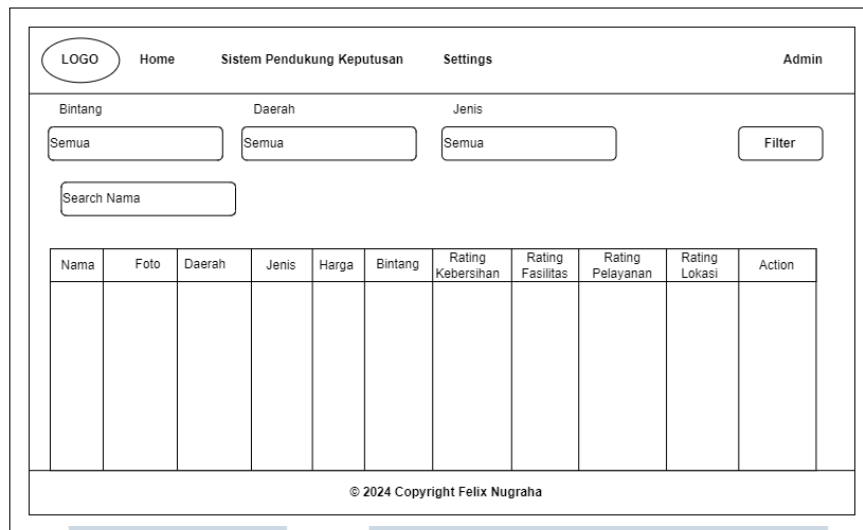 LOGO Home Sistem Pendukung Keputusan Settings Admin
Bintang Daerah Jenis
Semua Semua Semua Filter
Search Nama
Nama Foto Daerah Jenis Harga Bintang Rating Kebersihan Rating Fasilitas Rating Pelayanan Rating Lokasi Action
© 2024 Copyright Felix Nugraha